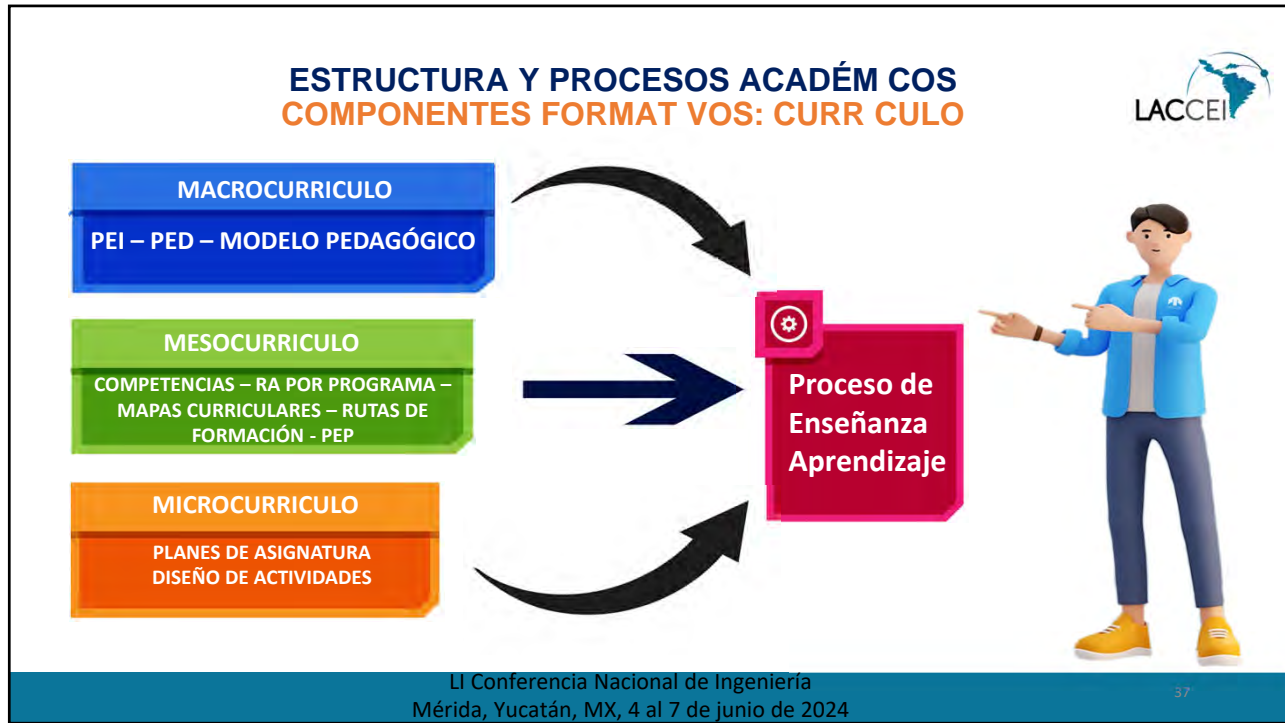 ESTRUCTURA Y PROCESOS ACADÉM COS
COMPONENTES FORMAT VOS: CURR CULO
LACCEI
MACROCURRICULO
PEI – PED – MODELO PEDAGÓGICO
MESOCURRICULO
COMPETENCIAS – RA POR PROGRAMA –
MAPAS CURRICULARES – RUTAS DE
FORMACIÓN - PEP
MICROCURRICULO
PLANES DE ASIGNATURA
DISEÑO DE ACTIVIDADES
Proceso de
Enseñanza
Aprendizaje
LI Conferencia Nacional de Ingeniería
Mérida, Yucatán, MX, 4 al 7 de junio de 2024
37